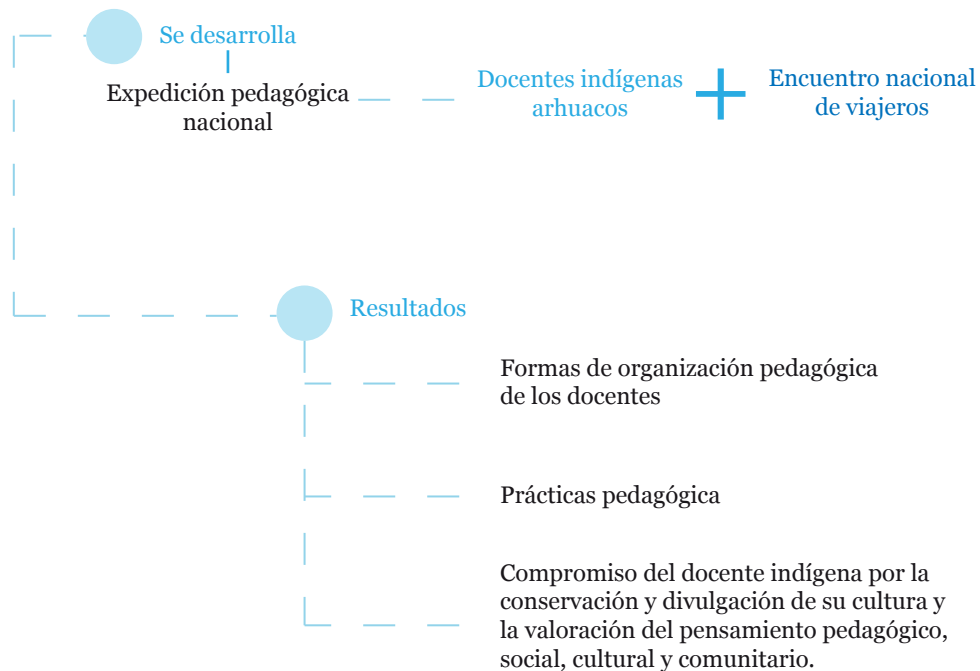 Se desarrolla
Expedición pedagógica
nacional
Docentes indígenas
arhuacos
Encuentro nacional
de viajeros
Resultados
Formas de organización pedagógica
de los docentes
Prácticas pedagógica
Compromiso del docente indígena por la
conservación y divulgación de su cultura y
la valoración del pensamiento pedagógico,
social, cultural y comunitario.